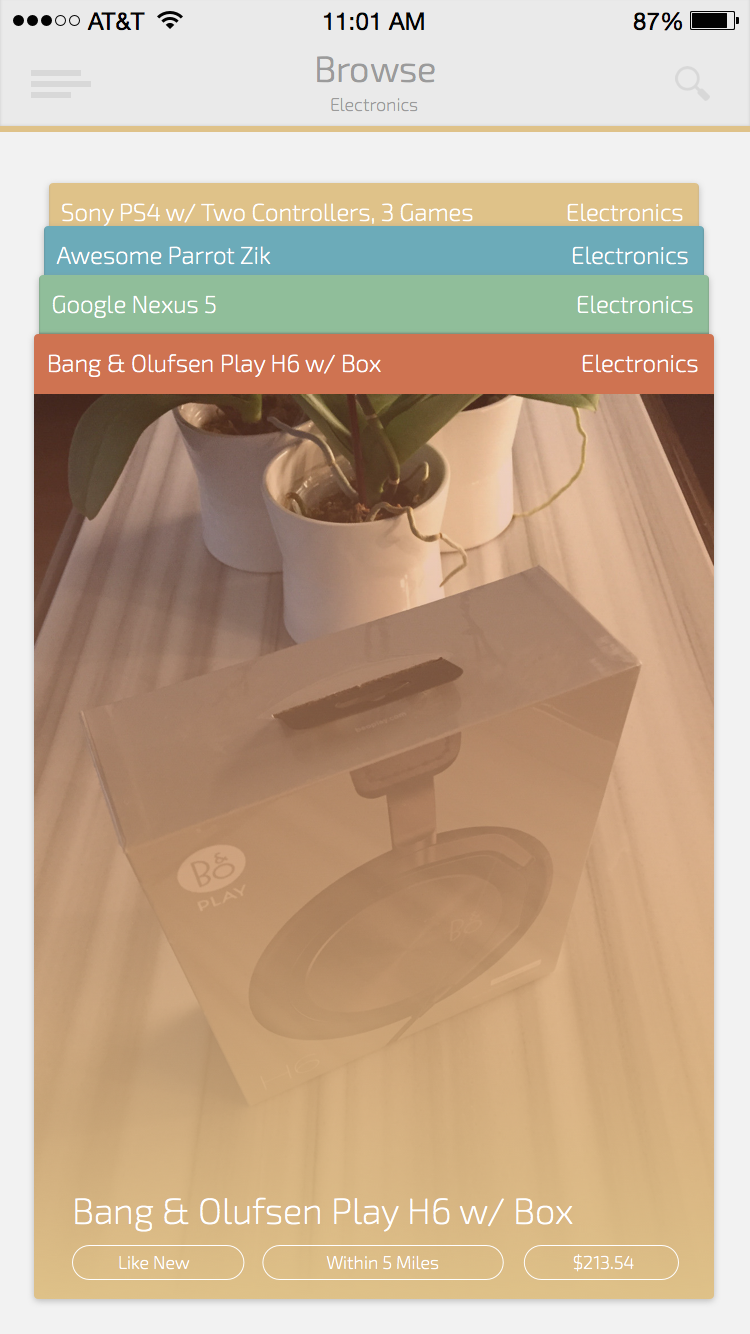 AT&T 11:01 AM 87%
Browse
Electronics
Sony PS4 w/ Two Controllers, 3 Games Electronics
Awesome Parrot Zik Electronics
Google Nexus 5 Electronics
Bang & Olufsen Play H6 w/ Box Electronics
B&O
PLAY
B&O
H6
Bang & Olufsen Play H6 w/ Box
Like New Within 5 Miles $213.54